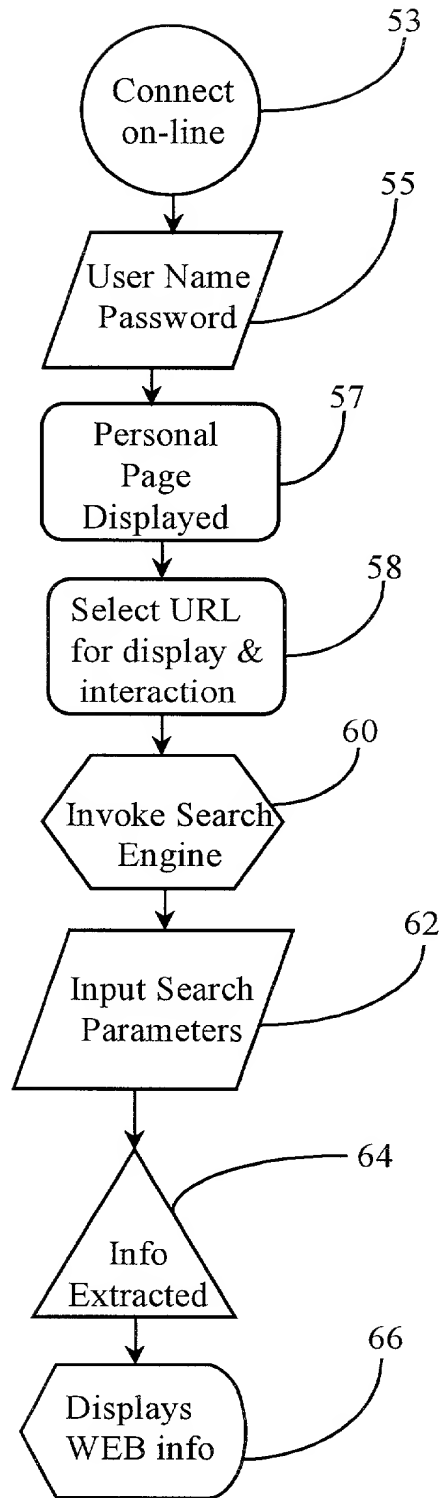 53
Connect
on-line
55
User Name
Password
57
Personal
Page
Displayed
58
Select URL
for display &
interaction
60
Invoke Search
Engine
62
Input Search
Parameters
64
Info
Extracted
66
Displays
WEB info